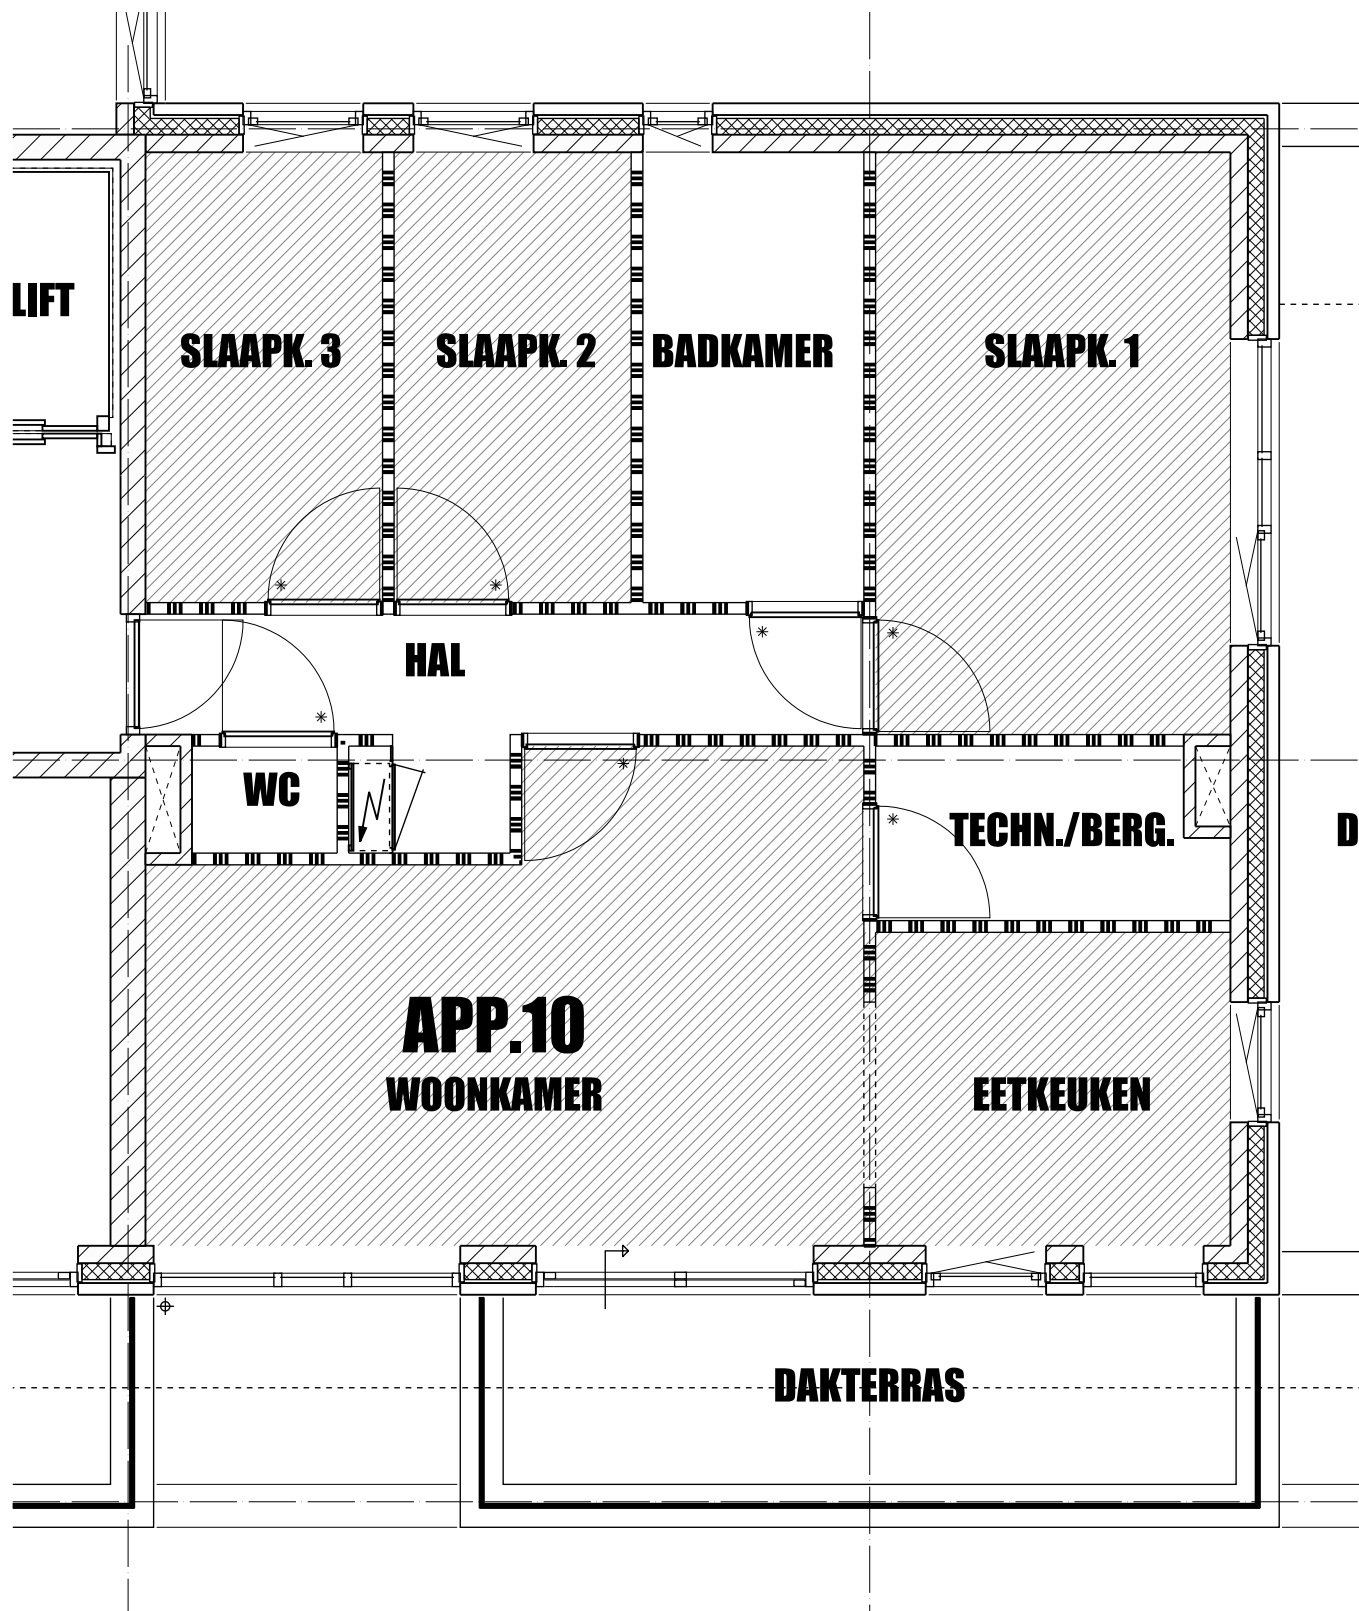 LIFT
SLAAPK. 3
SLAAPK. 2
BADKAMER
SLAAPK. 1
HAL
WC
TECHN./BERG.
D
APP.10
WOONKAMER
EETKEUKEN
DAKTERRAS